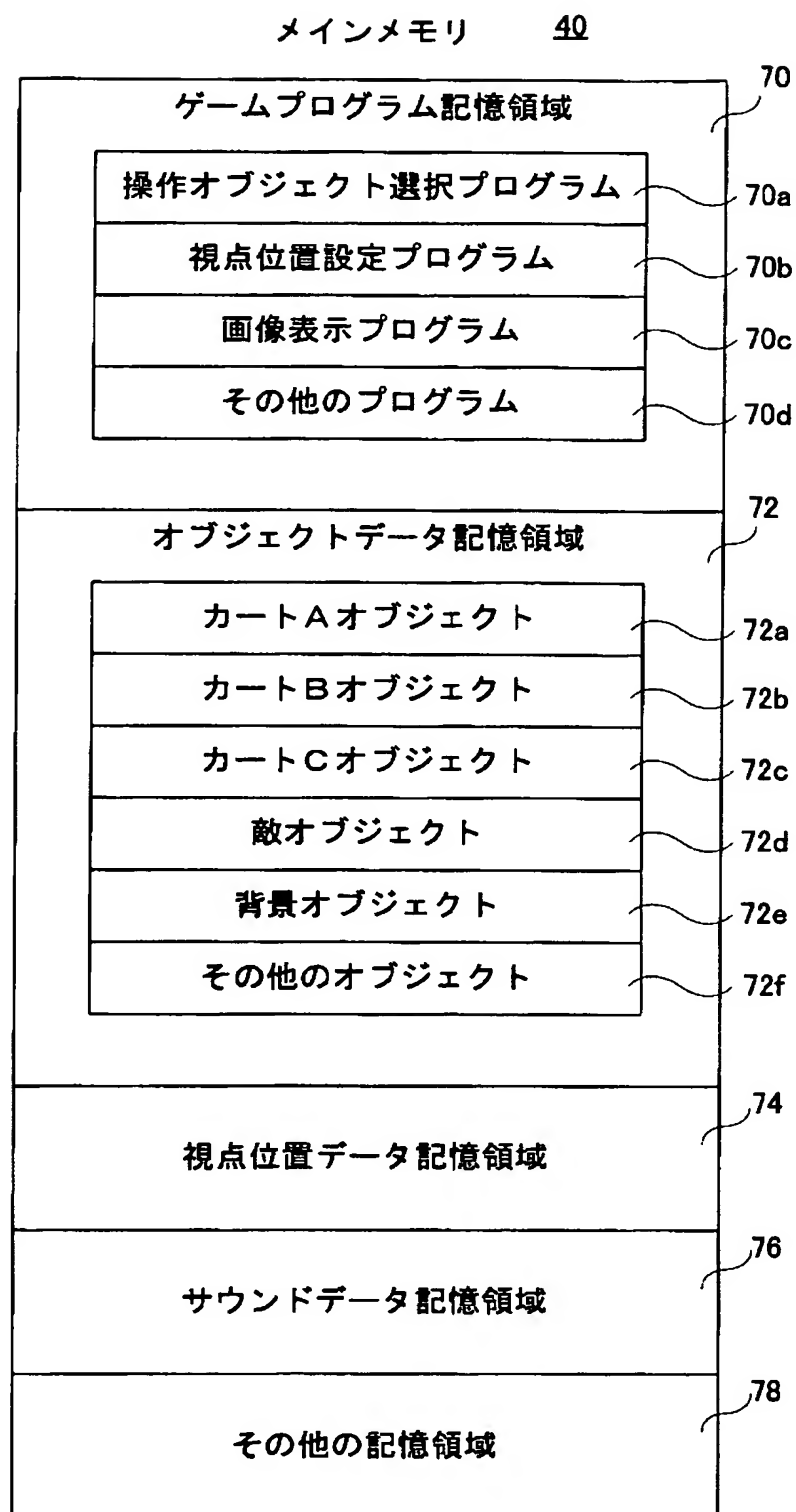 メインメモリ 40
70
ゲームプログラム記憶領域
操作オブジェクト選択プログラム 70a
視点位置設定プログラム 70b
画像表示プログラム 70c
その他のプログラム 70d
72
オブジェクトデータ記憶領域
カートAオブジェクト 72a
カートBオブジェクト 72b
カートCオブジェクト 72c
敵オブジェクト 72d
背景オブジェクト 72e
その他のオブジェクト 72f
74
視点位置データ記憶領域
76
サウンドデータ記憶領域
78
その他の記憶領域